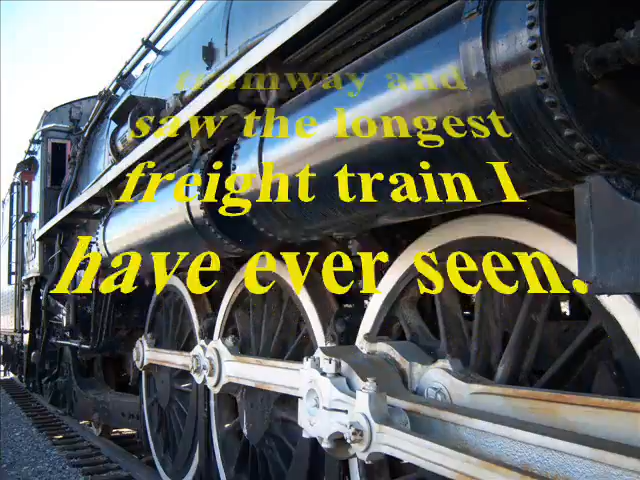 tramway and
saw the longest
freight train I
have ever seen.